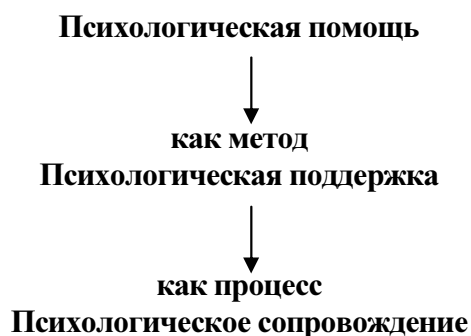 Психологическая помощь
как метод
Психологическая поддержка
как процесс
Психологическое сопровождение